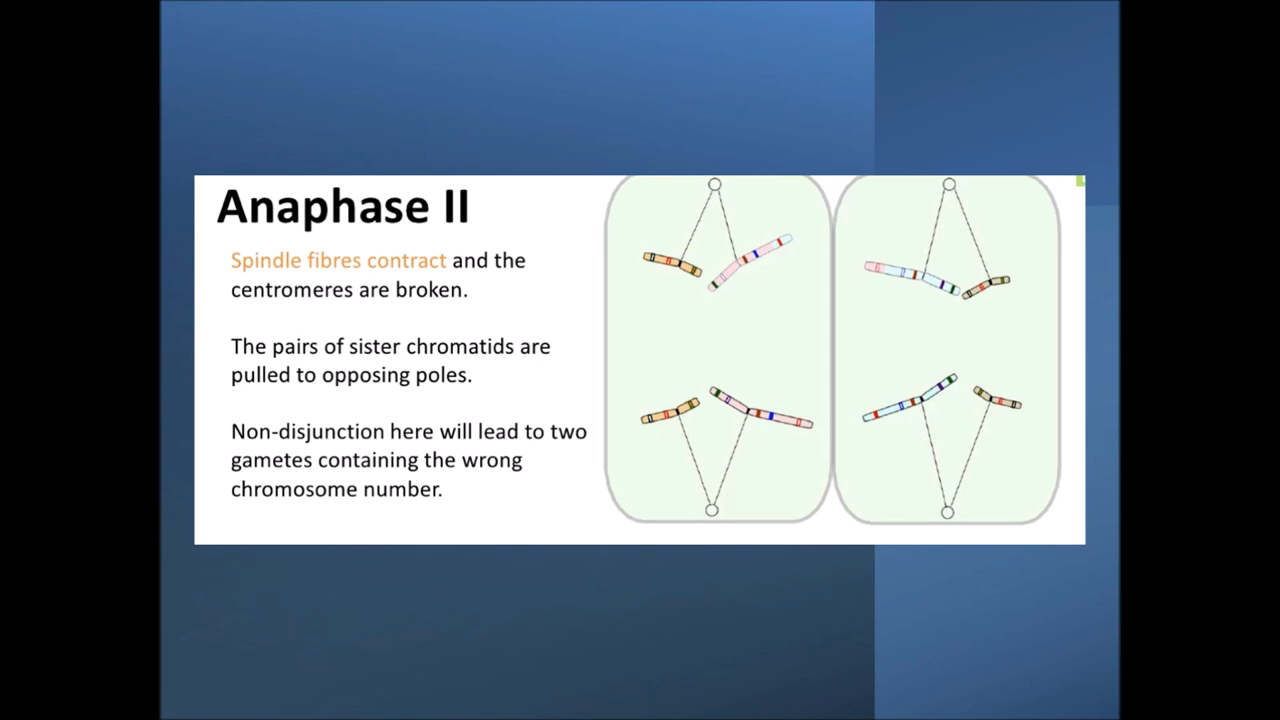 Anaphase II
Spindle fibres contract and the
centromeres are broken.
The pairs of sister chromatids are
pulled to opposing poles.
Non-disjunction here will lead to two
gametes containing the wrong
chromosome number.